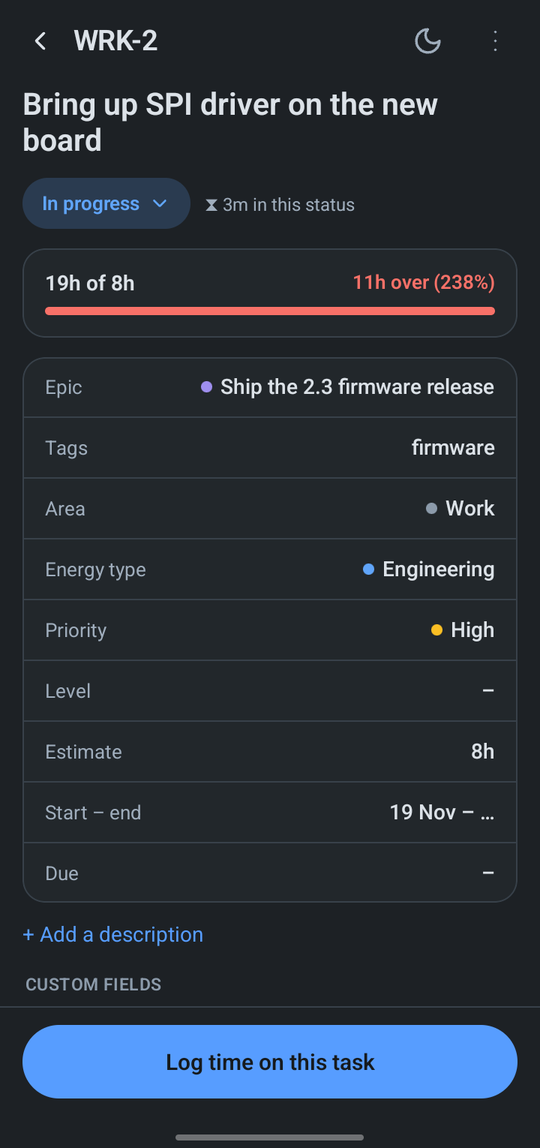 WRK-2
Bring up SPI driver on the new
board
In progress
3m in this status
19h of 8h
11h over (238%)
Epic
Ship the 2.3 firmware release
Tags
firmware
Area
Work
Energy type
Engineering
Priority
High
Level
–
Estimate
8h
Start – end
19 Nov – …
Due
–
+ Add a description
CUSTOM FIELDS
Log time on this task